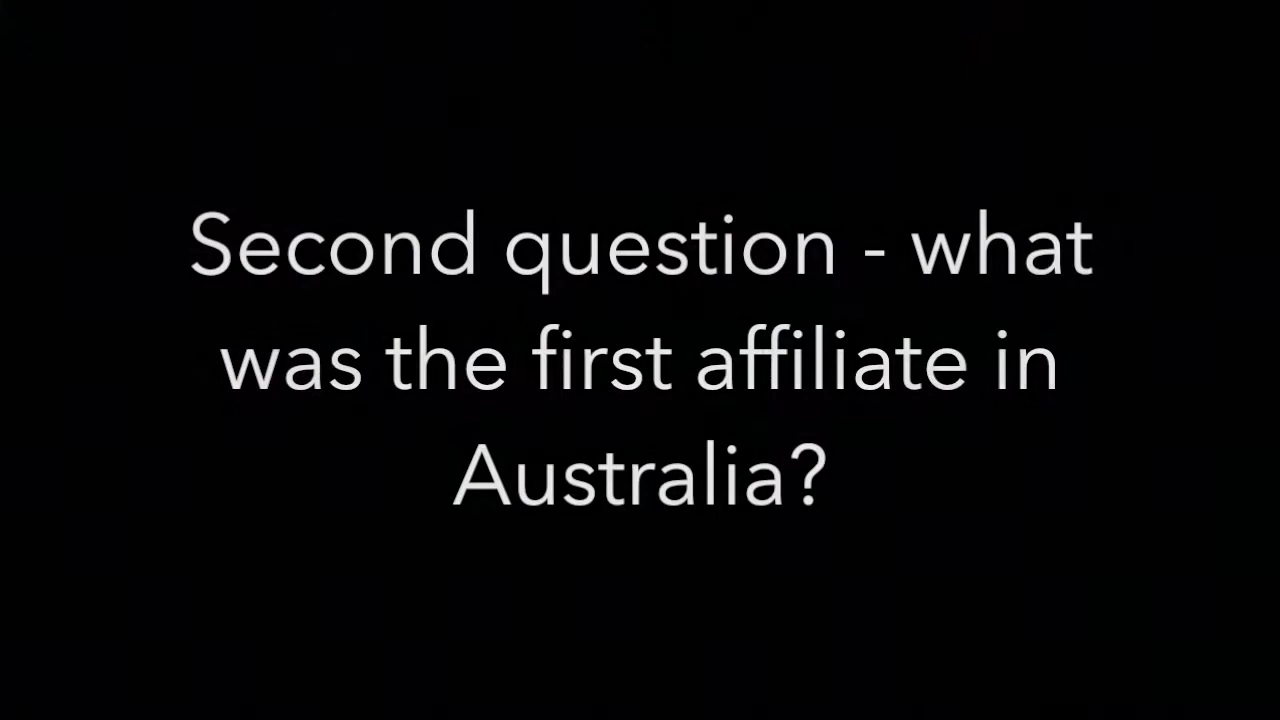 Second question - what
was the first affiliate in
Australia?